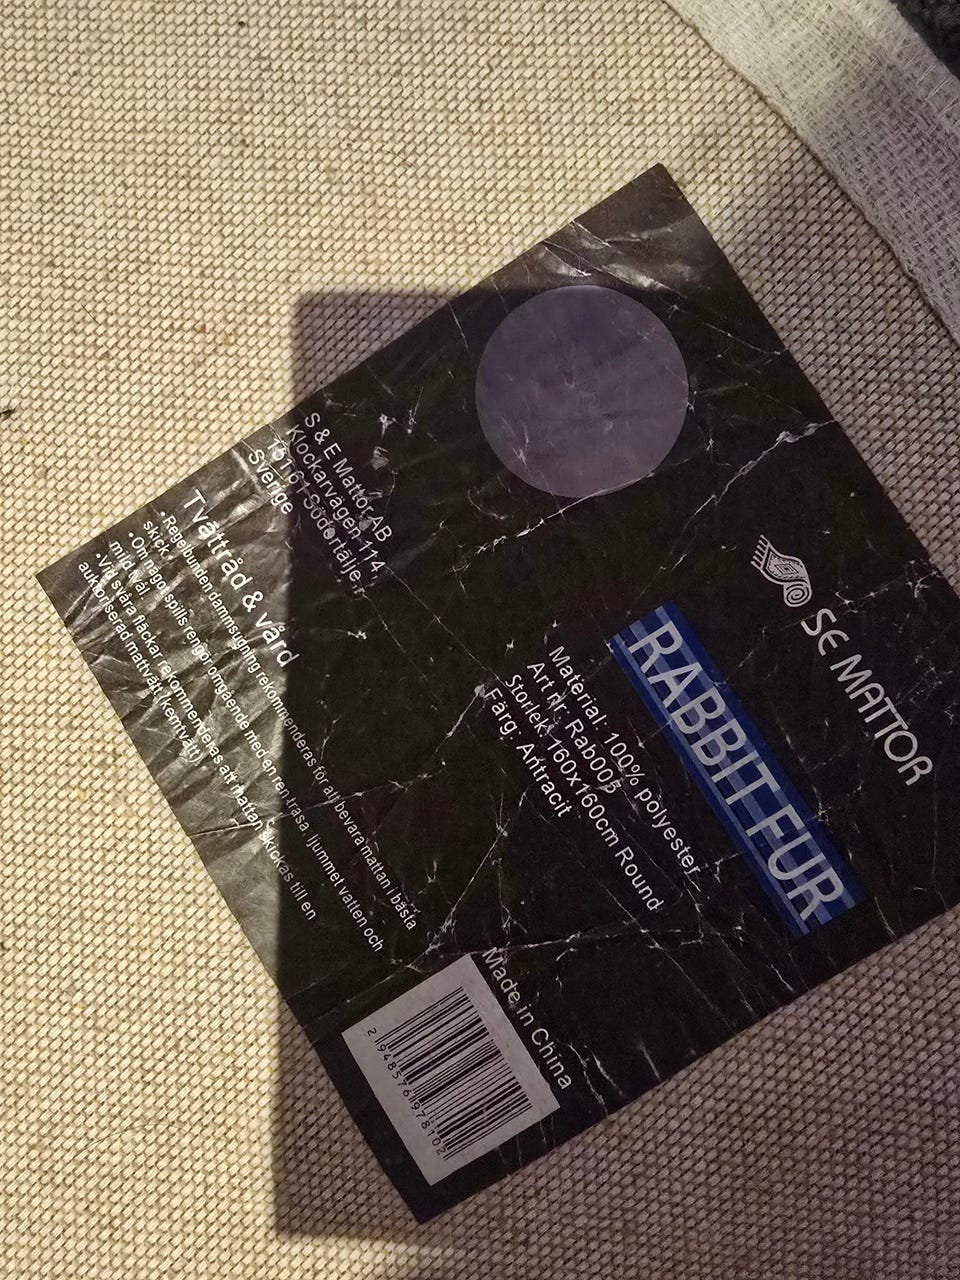 SE MATTOR
RABBIT FUR
Material: 100% polyester
Art nr: Rab005
Storlek: 160x160cm Round
Färg: Antracit
Made in China
S & E Mattor AB
Klockarvägen 114
151 61 Södertälje
Sverige
Tvättråd & vård
•Regelbunden dammsugning rekommenderas för att bevara mattan i bästa
skick.
•Om något spills rengör omgående med en ren trasa, ljummet vatten och
mild tvål.
•Vid svåra fläckar rekommenderas att mattan skickas till en
auktoriserad mattvätt (kemtvätt)
219485761978102